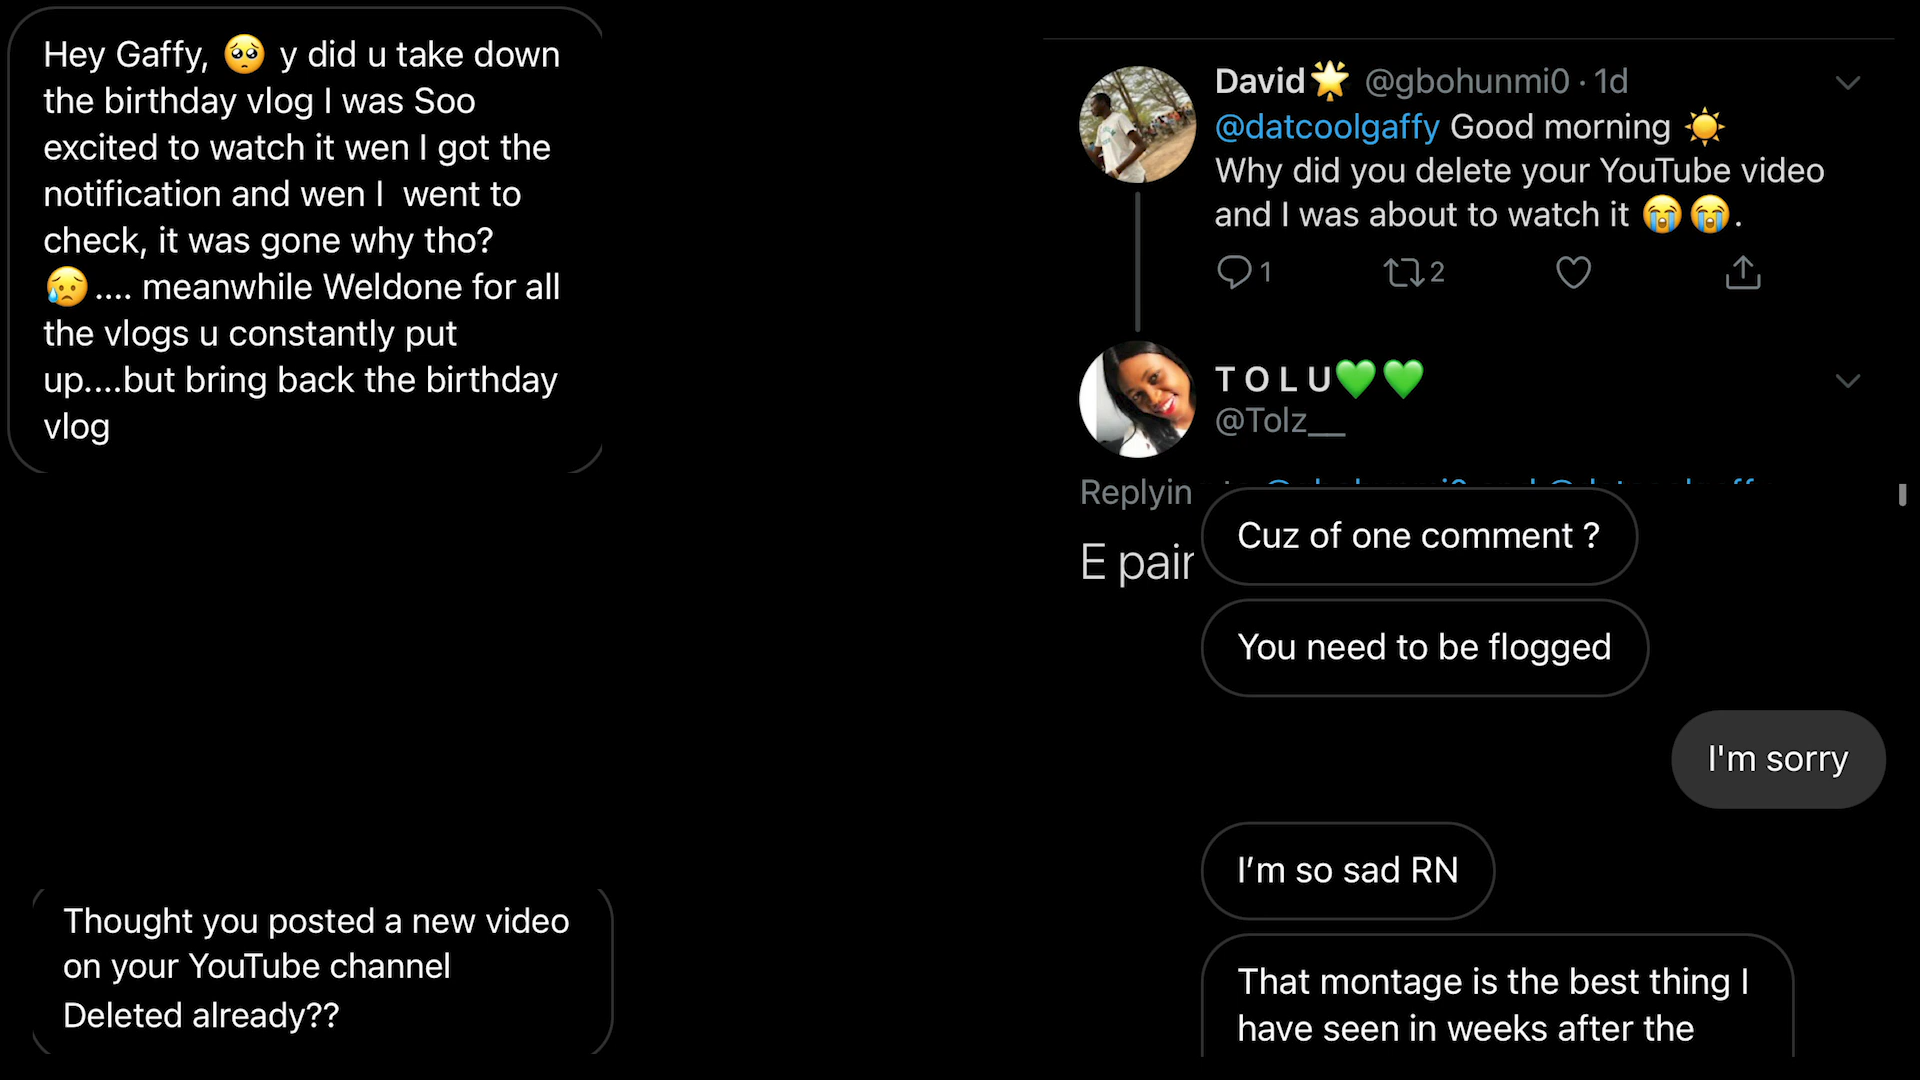 Hey Gaffy, 🥺 y did u take down
the birthday vlog I was Soo
excited to watch it wen I got the
notification and wen I went to
check, it was gone why tho?
😥.... meanwhile Weldone for all
the vlogs u constantly put
up....but bring back the birthday
vlog
Thought you posted a new video
on your YouTube channel
Deleted already??
David🌟 @gbohunmi0 · 1d
@datcoolgaffy Good morning ☀️
Why did you delete your YouTube video
and I was about to watch it 😭😭.
1 2
T O L U💚💚
@Tolz__
Replyin
E pair
Cuz of one comment ?
You need to be flogged
I'm sorry
I’m so sad RN
That montage is the best thing I
have seen in weeks after the